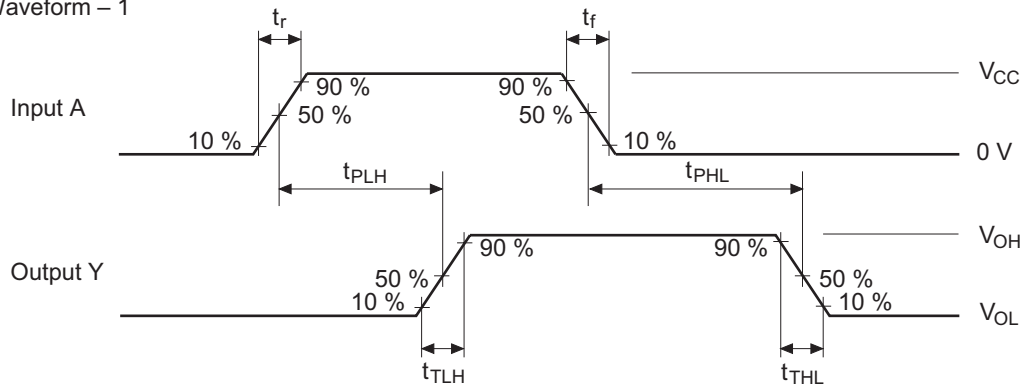 Waveform – 1
tr
tf
VCC
90 %
90 %
Input A
50 %
50 %
10 %
10 %
0 V
tPLH
tPHL
VOH
90 %
90 %
Output Y
50 %
50 %
10 %
10 %
VOL
tTLH
tTHL